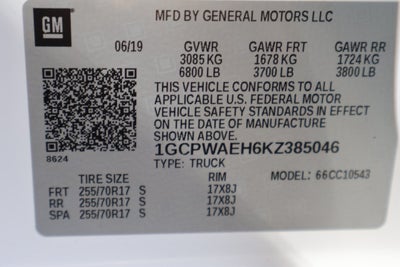 GM
MFD BY GENERAL MOTORS LLC
06/19 GVWR GAWR FRT GAWR RR
3085 KG 1678 KG 1724 KG
6800 LB 3700 LB 3800 LB
THIS VEHICLE CONFORMS TO ALL
APPLICABLE U.S. FEDERAL MOTOR
VEHICLE SAFETY STANDARDS IN EFFECT
ON THE DATE OF MANUFACTURE
SHOWN ABOVE.
1GCPWAEH6KZ385046
8624
TYPE: TRUCK
MODEL: 66CC10543
TIRE SIZE RIM
FRT 255/70R17 S 17X8J
RR 255/70R17 S 17X8J
SPA 255/70R17 S 17X8J